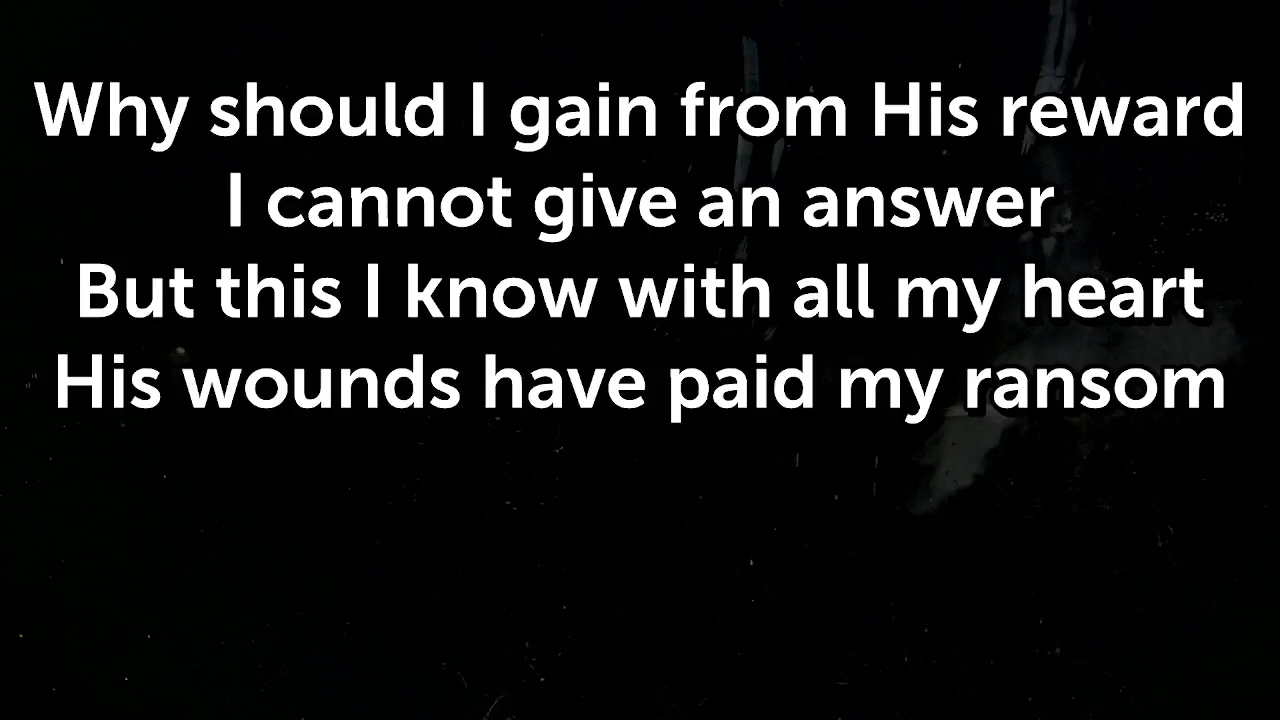 Why should I gain from His reward
I cannot give an answer
But this I know with all my heart
His wounds have paid my ransom